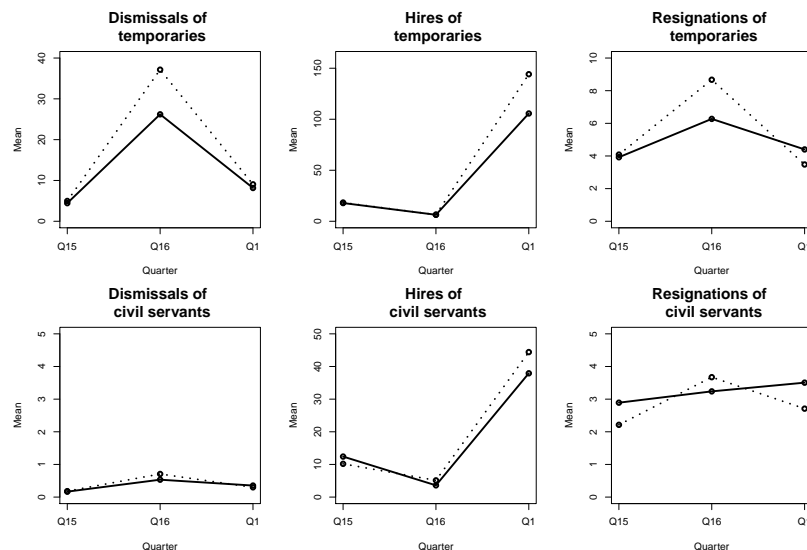 Dismissals of
temporaries
Mean
0
10
20
30
40
Q15
Q16
Q1
Quarter
Hires of
temporaries
Mean
0
50
100
150
Q15
Q16
Q1
Quarter
Resignations of
temporaries
Mean
0
2
4
6
8
10
Q15
Q16
Q1
Quarter
Dismissals of
civil servants
Mean
0
1
2
3
4
5
Q15
Q16
Q1
Quarter
Hires of
civil servants
Mean
0
10
20
30
40
50
Q15
Q16
Q1
Quarter
Resignations of
civil servants
Mean
0
1
2
3
4
5
Q15
Q16
Q1
Quarter